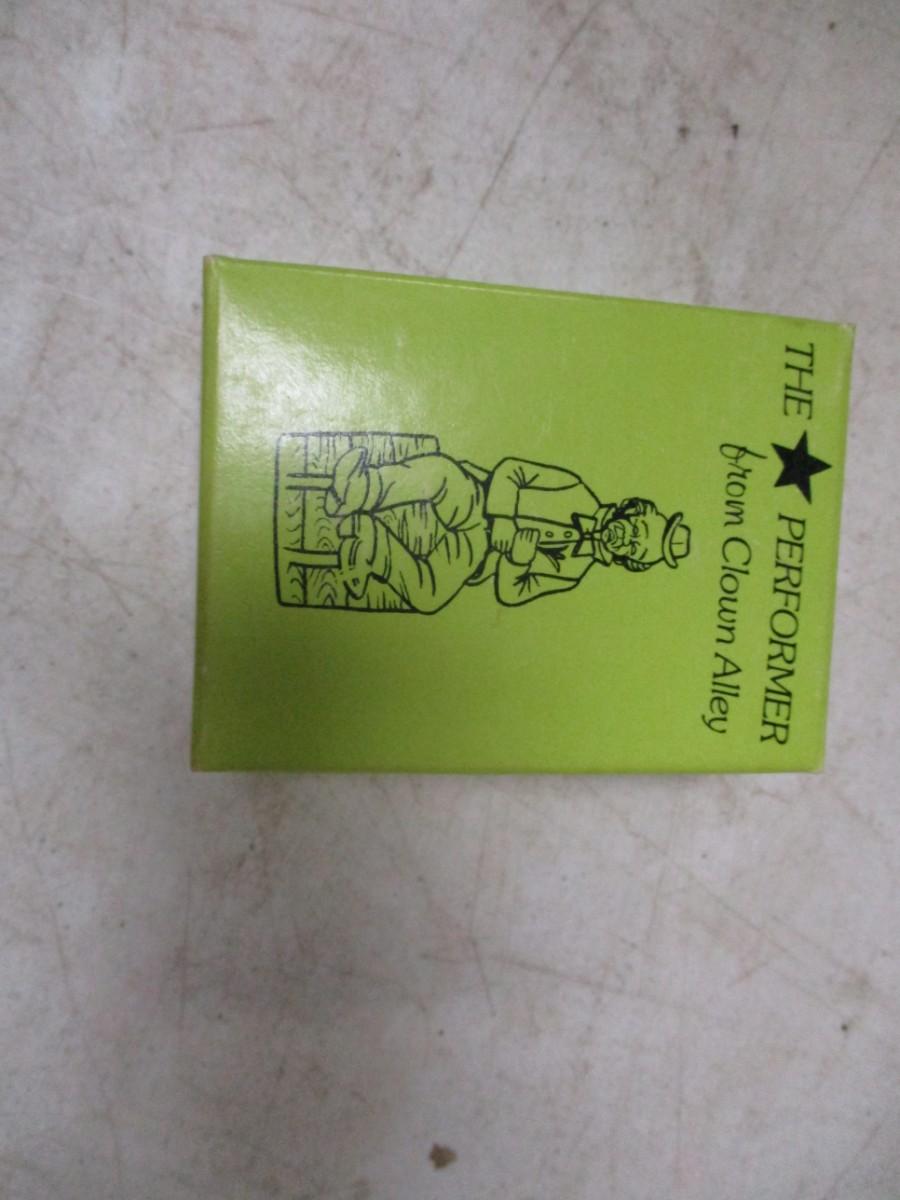 THE ★ PERFORMER
from Clown Alley